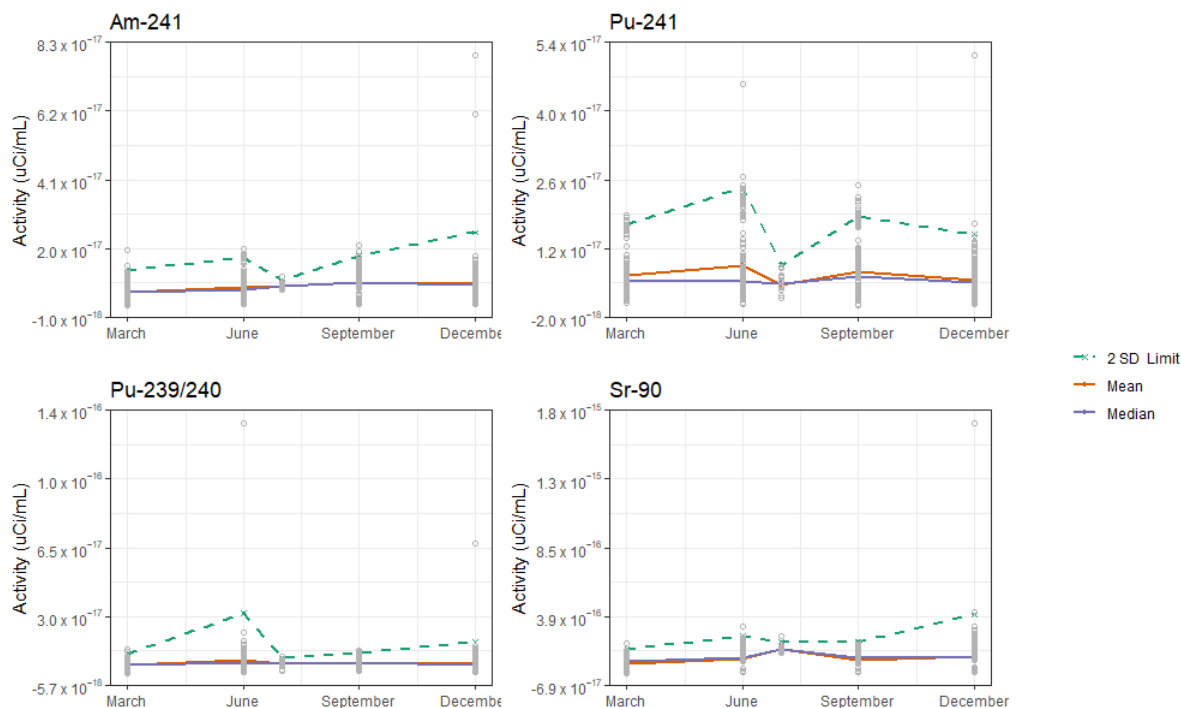 Am-241
Activity (uCi/mL)
8.3 x 10⁻¹⁷
6.2 x 10⁻¹⁷
4.1 x 10⁻¹⁷
2.0 x 10⁻¹⁷
-1.0 x 10⁻¹⁸
March June September December
Pu-241
Activity (uCi/mL)
5.4 x 10⁻¹⁷
4.0 x 10⁻¹⁷
2.6 x 10⁻¹⁷
1.2 x 10⁻¹⁷
-2.0 x 10⁻¹⁸
March June September December
Pu-239/240
Activity (uCi/mL)
1.4 x 10⁻¹⁶
1.0 x 10⁻¹⁶
6.5 x 10⁻¹⁷
3.0 x 10⁻¹⁷
-5.7 x 10⁻¹⁸
March June September December
Sr-90
Activity (uCi/mL)
1.8 x 10⁻¹⁵
1.3 x 10⁻¹⁵
8.5 x 10⁻¹⁶
3.9 x 10⁻¹⁶
-6.9 x 10⁻¹⁷
March June September December
2 SD Limit
Mean
Median